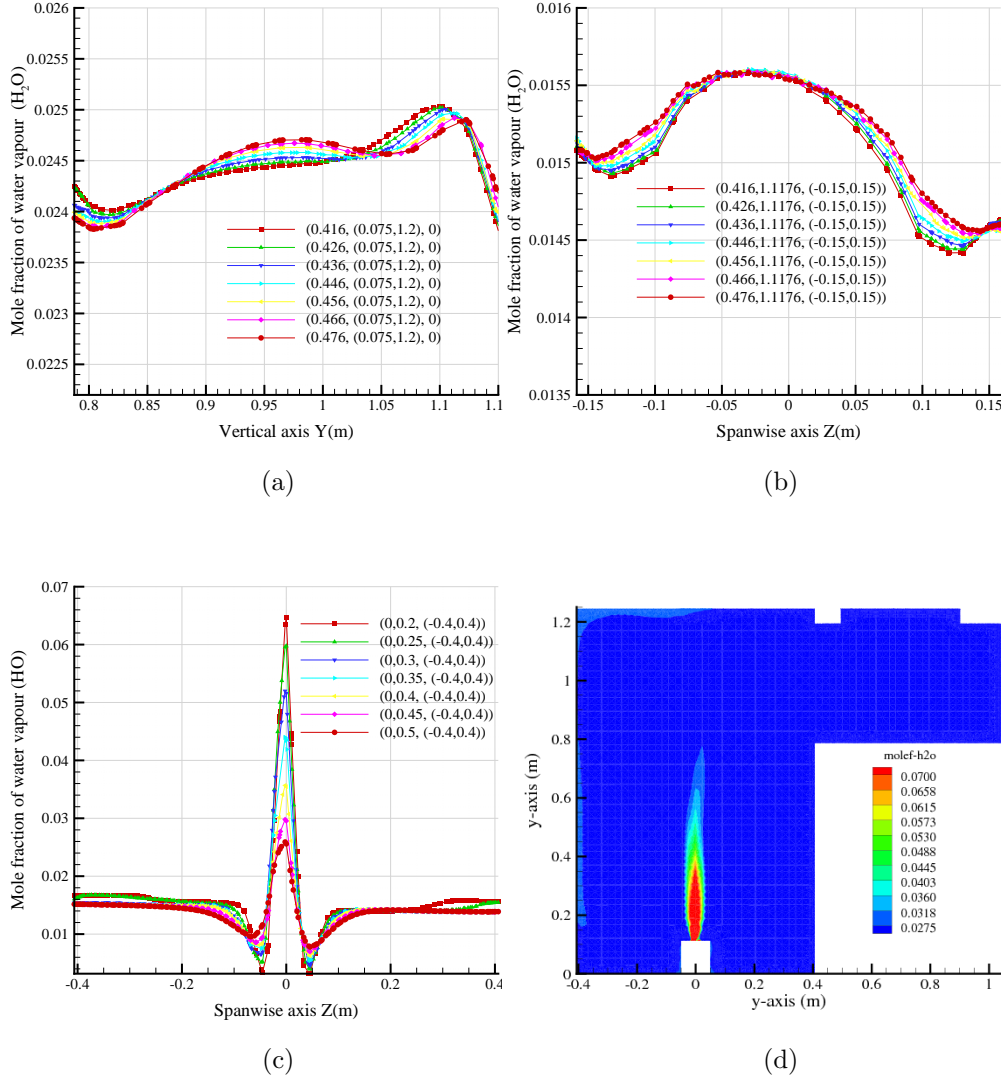 0.026
0.0255
0.025
0.0245
0.024
0.0235
0.023
0.0225
Mole fraction of water vapour (H2O)
(0.416, (0.075,1.2), 0)
(0.426, (0.075,1.2), 0)
(0.436, (0.075,1.2), 0)
(0.446, (0.075,1.2), 0)
(0.456, (0.075,1.2), 0)
(0.466, (0.075,1.2), 0)
(0.476, (0.075,1.2), 0)
0.8 0.85 0.9 0.95 1 1.05 1.1
Vertical axis Y(m)
(a)
0.016
0.0155
0.015
0.0145
0.014
0.0135
Mole fraction of water vapour (H2O)
(0.416,1.1176, (-0.15,0.15))
(0.426,1.1176, (-0.15,0.15))
(0.436,1.1176, (-0.15,0.15))
(0.446,1.1176, (-0.15,0.15))
(0.456,1.1176, (-0.15,0.15))
(0.466,1.1176, (-0.15,0.15))
(0.476,1.1176, (-0.15,0.15))
-0.15 -0.1 -0.05 0 0.05 0.1 0.15
Spanwise axis Z(m)
(b)
0.07
0.06
0.05
0.04
0.03
0.02
0.01
Mole fraction of water vapour (HO)
(0,0.2, (-0.4,0.4))
(0,0.25, (-0.4,0.4))
(0,0.3, (-0.4,0.4))
(0,0.35, (-0.4,0.4))
(0,0.4, (-0.4,0.4))
(0,0.45, (-0.4,0.4))
(0,0.5, (-0.4,0.4))
-0.4 -0.2 0 0.2 0.4
Spanwise axis Z(m)
(c)
1.2
1
0.8
0.6
0.4
0.2
0
y-axis (m)
molef-h2o
0.0700
0.0658
0.0615
0.0573
0.0530
0.0488
0.0445
0.0403
0.0360
0.0318
0.0275
-0.4 -0.2 0 0.2 0.4 0.6 0.8 1
y-axis (m)
(d)